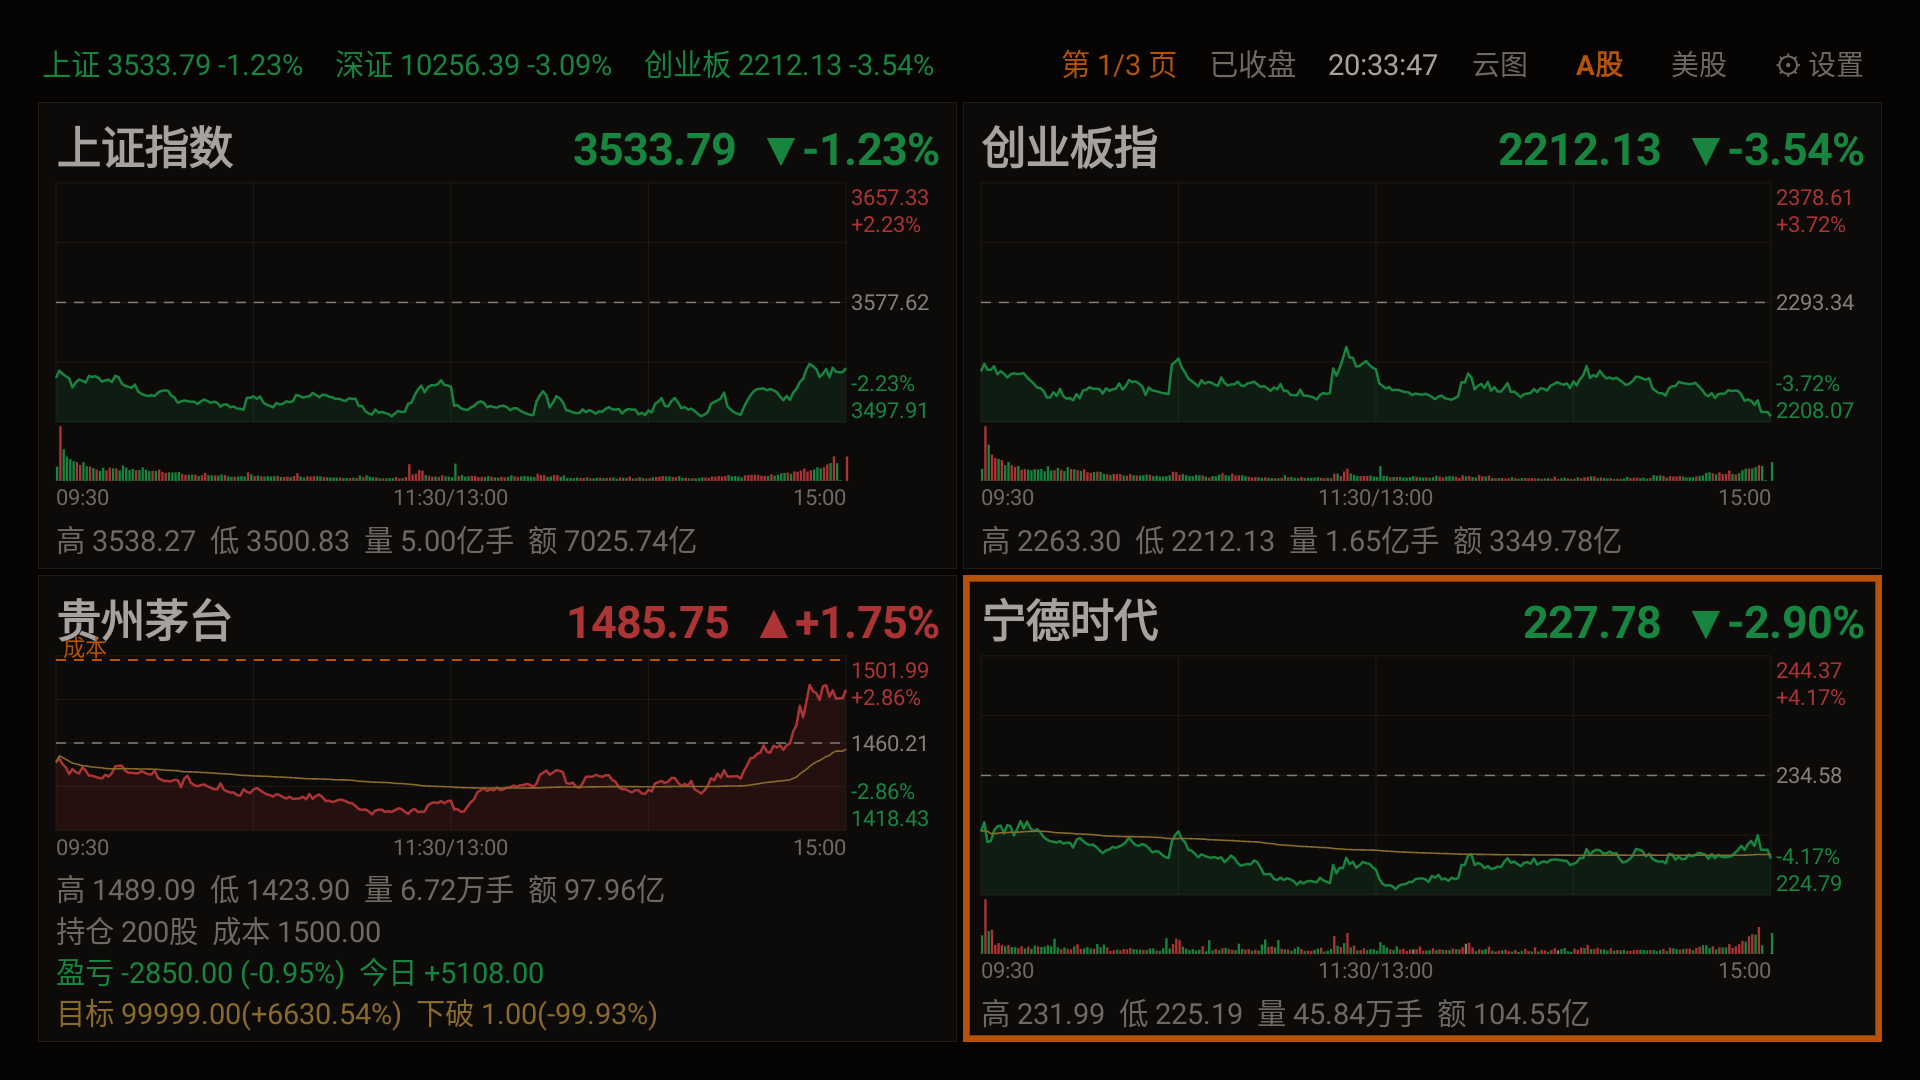 上证 3533.79 -1.23% 深证 10256.39 -3.09% 创业板 2212.13 -3.54% 第 1/3 页 已收盘 20:33:47 云图 A股 美股 设置
上证指数 3533.79 ▼-1.23%
3657.33
+2.23%
3577.62
-2.23%
3497.91
09:30 11:30/13:00 15:00
高 3538.27 低 3500.83 量 5.00亿手 额 7025.74亿
创业板指 2212.13 ▼-3.54%
2378.61
+3.72%
2293.34
-3.72%
2208.07
09:30 11:30/13:00 15:00
高 2263.30 低 2212.13 量 1.65亿手 额 3349.78亿
贵州茅台 1485.75 ▲+1.75%
成本
1501.99
+2.86%
1460.21
-2.86%
1418.43
09:30 11:30/13:00 15:00
高 1489.09 低 1423.90 量 6.72万手 额 97.96亿
持仓 200股 成本 1500.00
盈亏 -2850.00 (-0.95%) 今日 +5108.00
目标 99999.00(+6630.54%) 下破 1.00(-99.93%)
宁德时代 227.78 ▼-2.90%
244.37
+4.17%
234.58
-4.17%
224.79
09:30 11:30/13:00 15:00
高 231.99 低 225.19 量 45.84万手 额 104.55亿